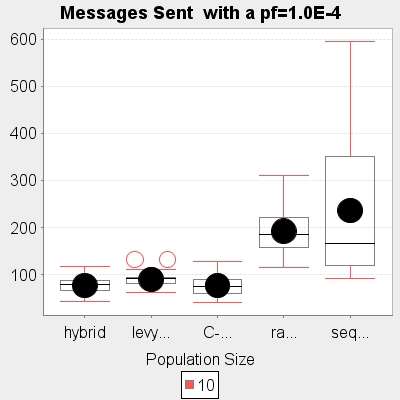 Messages Sent with a pf=1.0E-4
600
500
400
300
200
100
hybrid levy... C-... ra... seq...
Population Size
10